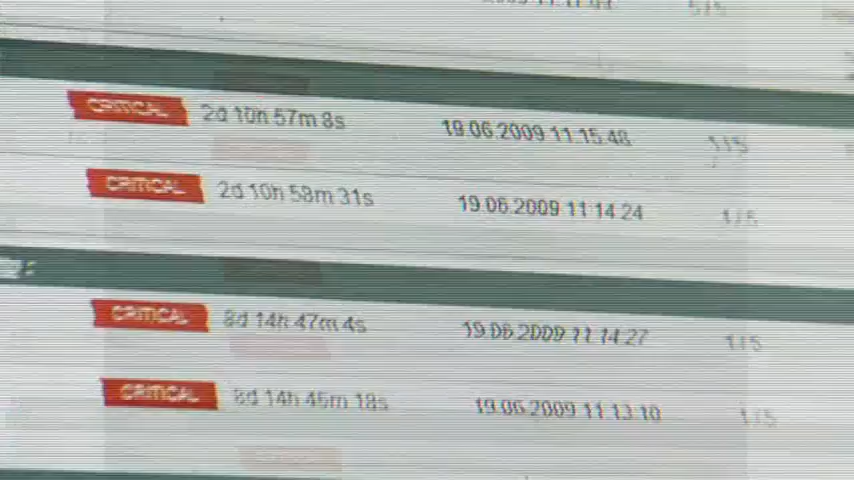 5/5
CRITICAL 2d 10h 57m 8s 19.06.2009 11:15:48 1/5
CRITICAL 2d 10h 58m 31s 19.06.2009 11:14:24 1/5
CRITICAL 8d 14h 47m 4s 19.06.2009 11:14:27 1/5
CRITICAL 8d 14h 45m 18s 19.06.2009 11:13:10 1/5